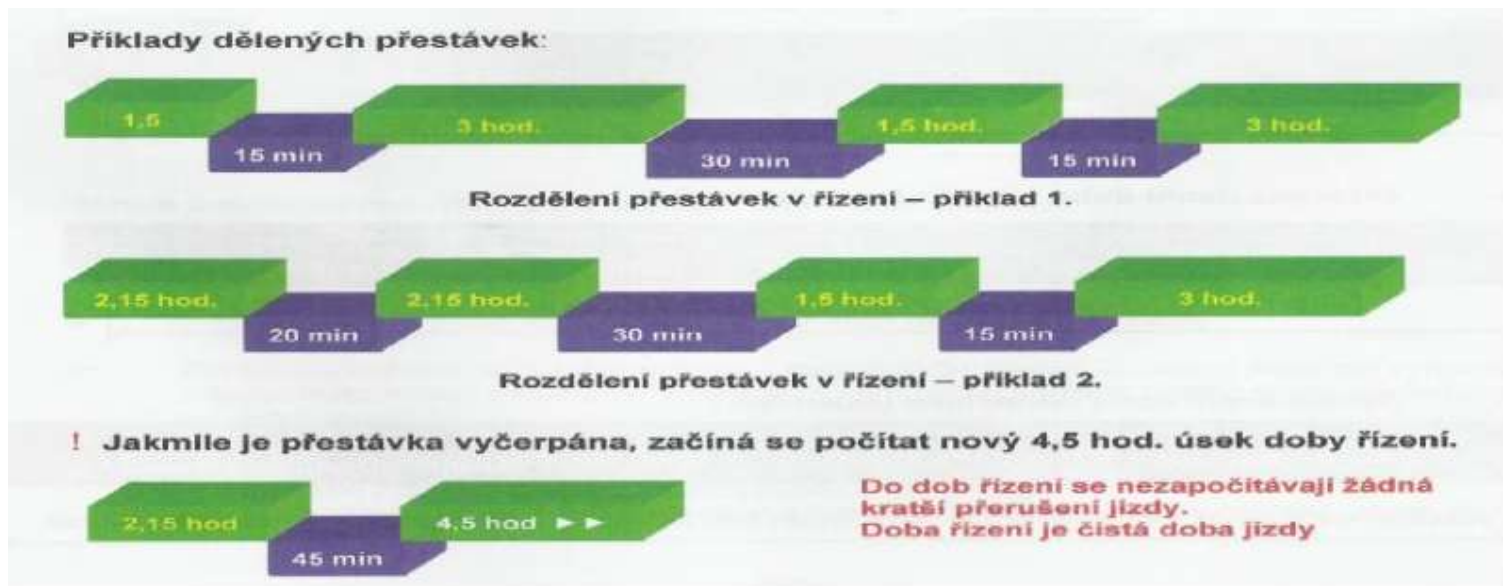 Příklady dělených přestávek:
1,5
15 min
3 hod.
30 min
1,5 hod.
15 min
3 hod.
Rozdělení přestávek v řízení – příklad 1.
2,15 hod.
20 min
2,15 hod.
30 min
1,5 hod.
15 min
3 hod.
Rozdělení přestávek v řízení – příklad 2.
! Jakmile je přestávka vyčerpána, začíná se počítat nový 4,5 hod. úsek doby řízení.
2,15 hod
45 min
4,5 hod ►►
Do dob řízení se nezapočítávají žádná
kratší přerušení jízdy.
Doba řízení je čistá doba jízdy